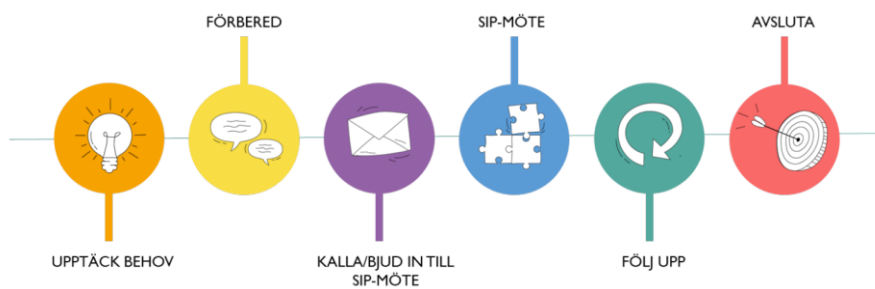 FÖRBERED
SIP-MÖTE
AVSLUTA
UPPTÄCK BEHOV
KALLA/BJUD IN TILL
SIP-MÖTE
FÖLJ UPP